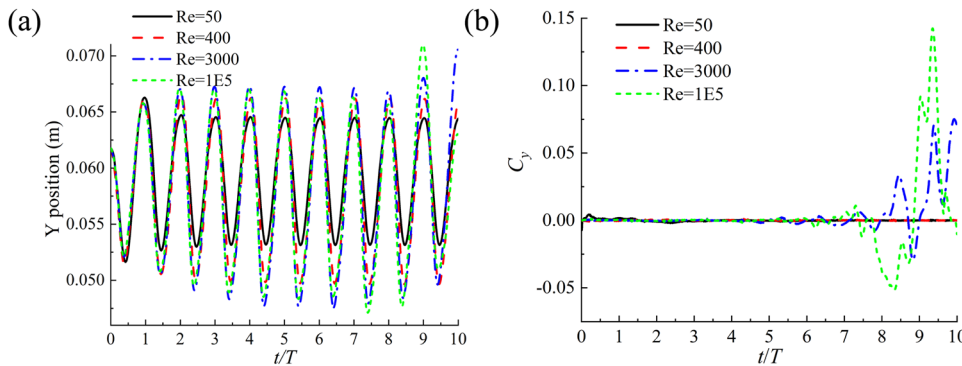 (a)
Re=50
Re=400
Re=3000
Re=1E5
0.070
0.065
0.060
0.055
0.050
Y position (m)
0 1 2 3 4 5 6 7 8 9 10
t/T
(b)
Re=50
Re=400
Re=3000
Re=1E5
0.15
0.10
0.05
0.00
-0.05
Cy
0 1 2 3 4 5 6 7 8 9 10
t/T